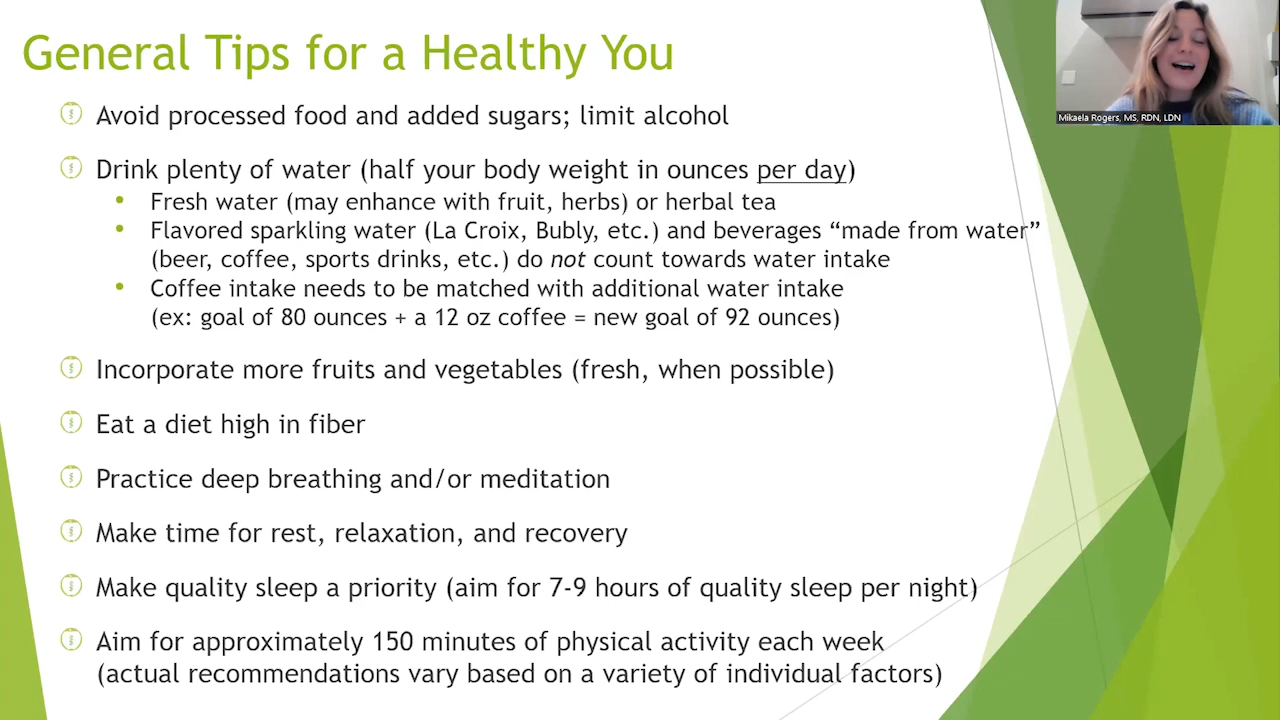 General Tips for a Healthy You
Avoid processed food and added sugars; limit alcohol
Drink plenty of water (half your body weight in ounces per day)
Fresh water (may enhance with fruit, herbs) or herbal tea
Flavored sparkling water (La Croix, Bubly, etc.) and beverages “made from water”
(beer, coffee, sports drinks, etc.) do not count towards water intake
Coffee intake needs to be matched with additional water intake
(ex: goal of 80 ounces + a 12 oz coffee = new goal of 92 ounces)
Incorporate more fruits and vegetables (fresh, when possible)
Eat a diet high in fiber
Practice deep breathing and/or meditation
Make time for rest, relaxation, and recovery
Make quality sleep a priority (aim for 7-9 hours of quality sleep per night)
Aim for approximately 150 minutes of physical activity each week
(actual recommendations vary based on a variety of individual factors)
Mikaela Rogers, MS, RDN, LDN